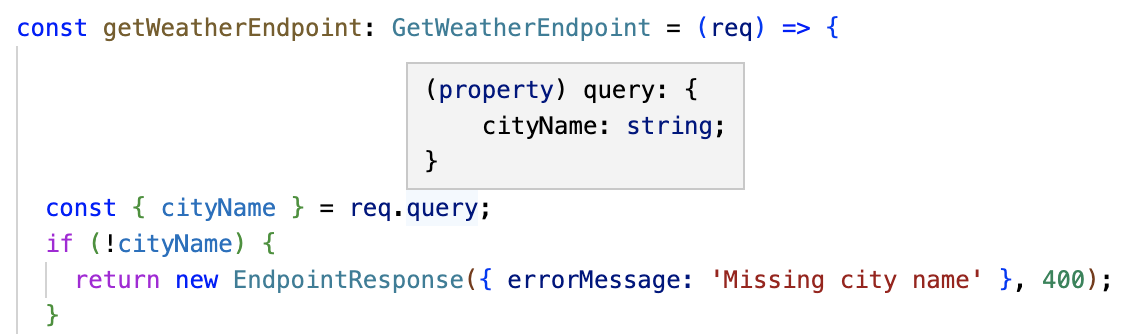 const getWeatherEndpoint: GetWeatherEndpoint = (req) => {
(property) query: {
    cityName: string;
}
  const { cityName } = req.query;
  if (!cityName) {
    return new EndpointResponse({ errorMessage: 'Missing city name' }, 400);
  }